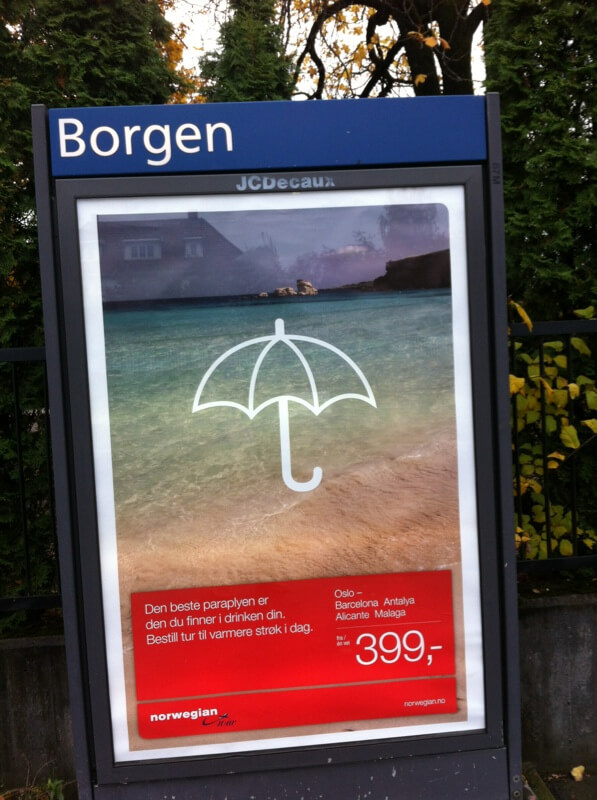 Borgen
JCDecaux
Den beste paraplyen er
den du finner i drinken din.
Bestill tur til varmere strøk i dag.
Oslo –
Barcelona Antalya
Alicante Malaga
fra /
399,-
norwegian
norwegian.no